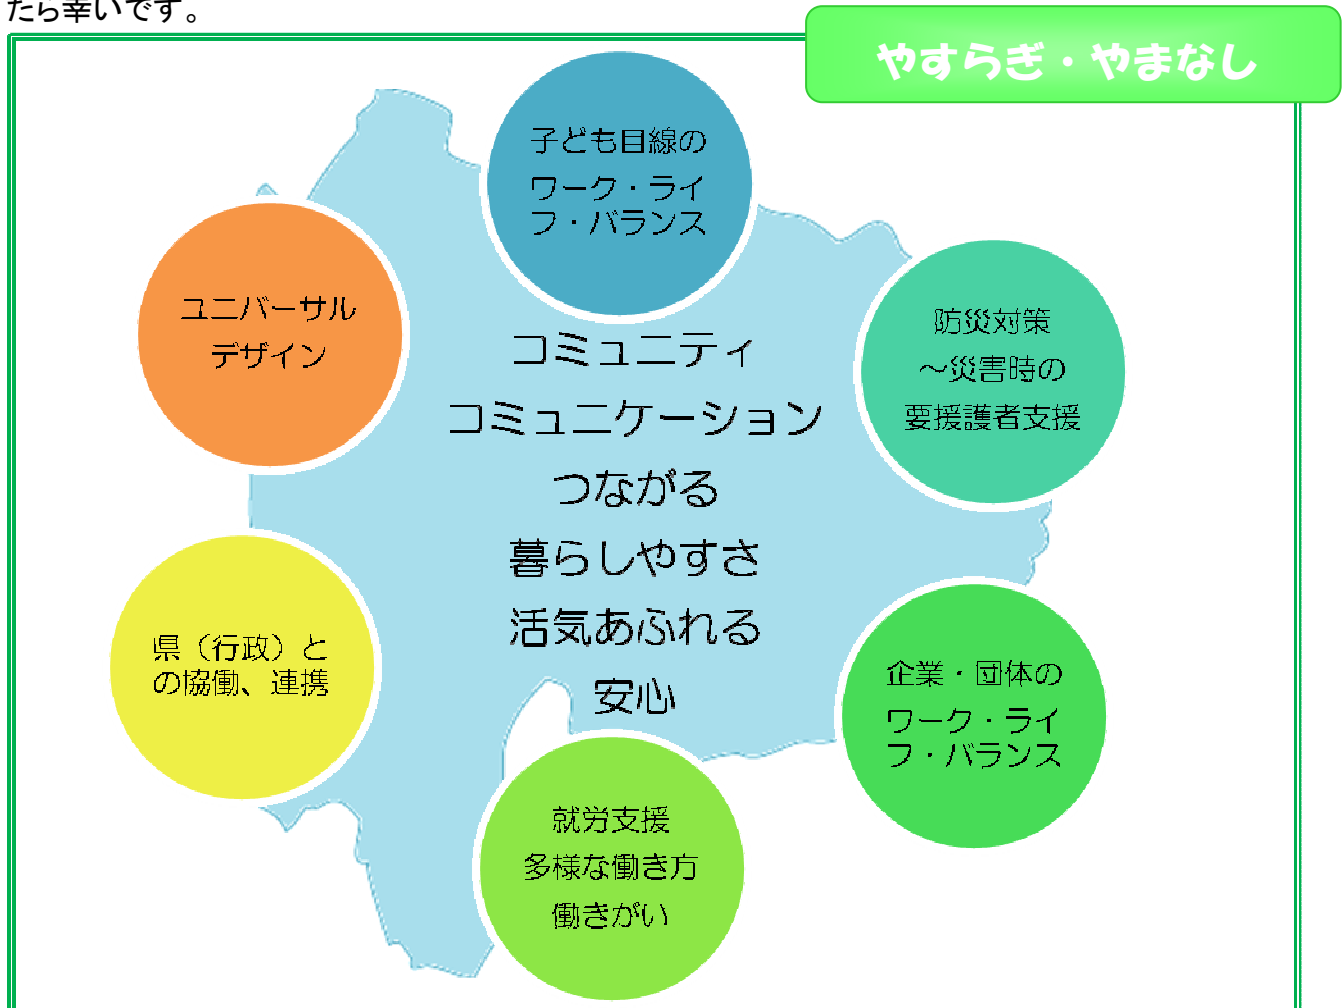 たら幸いです。
やすらぎ・やまなし
子ども目線の
ワーク・ライ
フ・バランス
ユニバーサル
デザイン
防災対策
～災害時の
要援護者支援
コミュニティ
コミュニケーション
つながる
暮らしやすさ
活気あふれる
安心
県（行政）と
の協働、連携
企業・団体の
ワーク・ライ
フ・バランス
就労支援
多様な働き方
働きがい